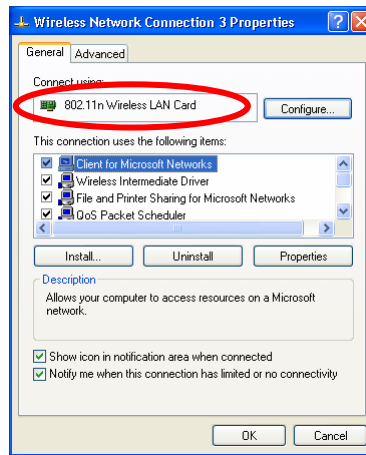 Wireless Network Connection 3 Properties
General Advanced
Connect using:
802.11n Wireless LAN Card
Configure...
This connection uses the following items:
Client for Microsoft Networks
Wireless Intermediate Driver
File and Printer Sharing for Microsoft Networks
QoS Packet Scheduler
Install... Uninstall Properties
Description
Allows your computer to access resources on a Microsoft
network.
Show icon in notification area when connected
Notify me when this connection has limited or no connectivity
OK Cancel